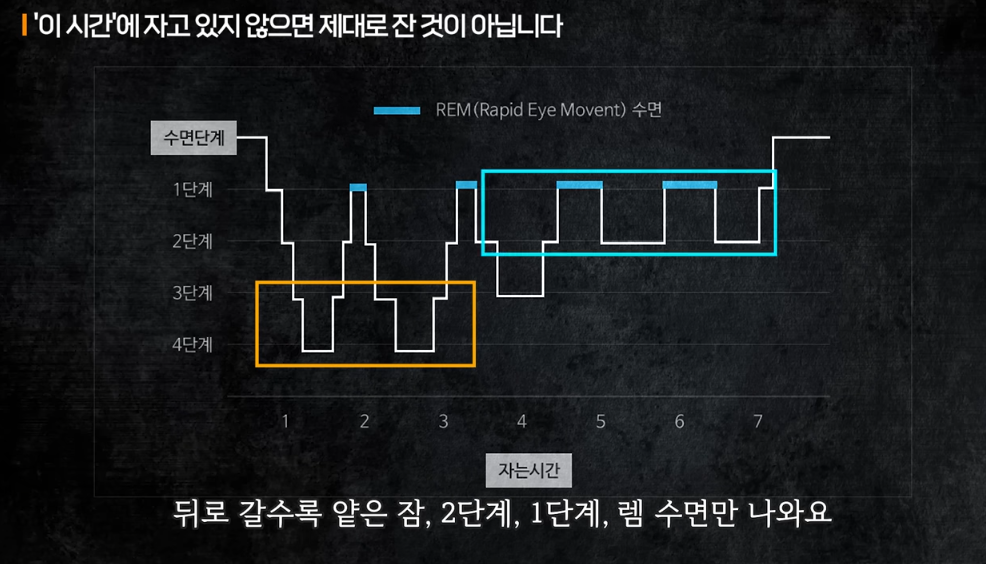 '이 시간'에 자고 있지 않으면 제대로 잔 것이 아닙니다
REM(Rapid Eye Movent) 수면
수면단계
1단계
2단계
3단계
4단계
1 2 3 4 5 6 7
자는시간
뒤로 갈수록 얕은 잠, 2단계, 1단계, 렘 수면만 나와요